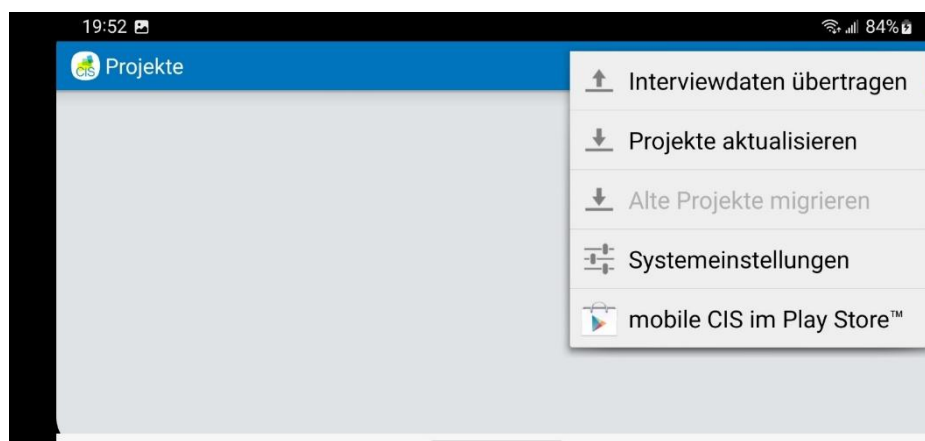 19:52
84%
CIS Projekte
Interviewdaten übertragen
Projekte aktualisieren
Alte Projekte migrieren
Systemeinstellungen
mobile CIS im Play Store™